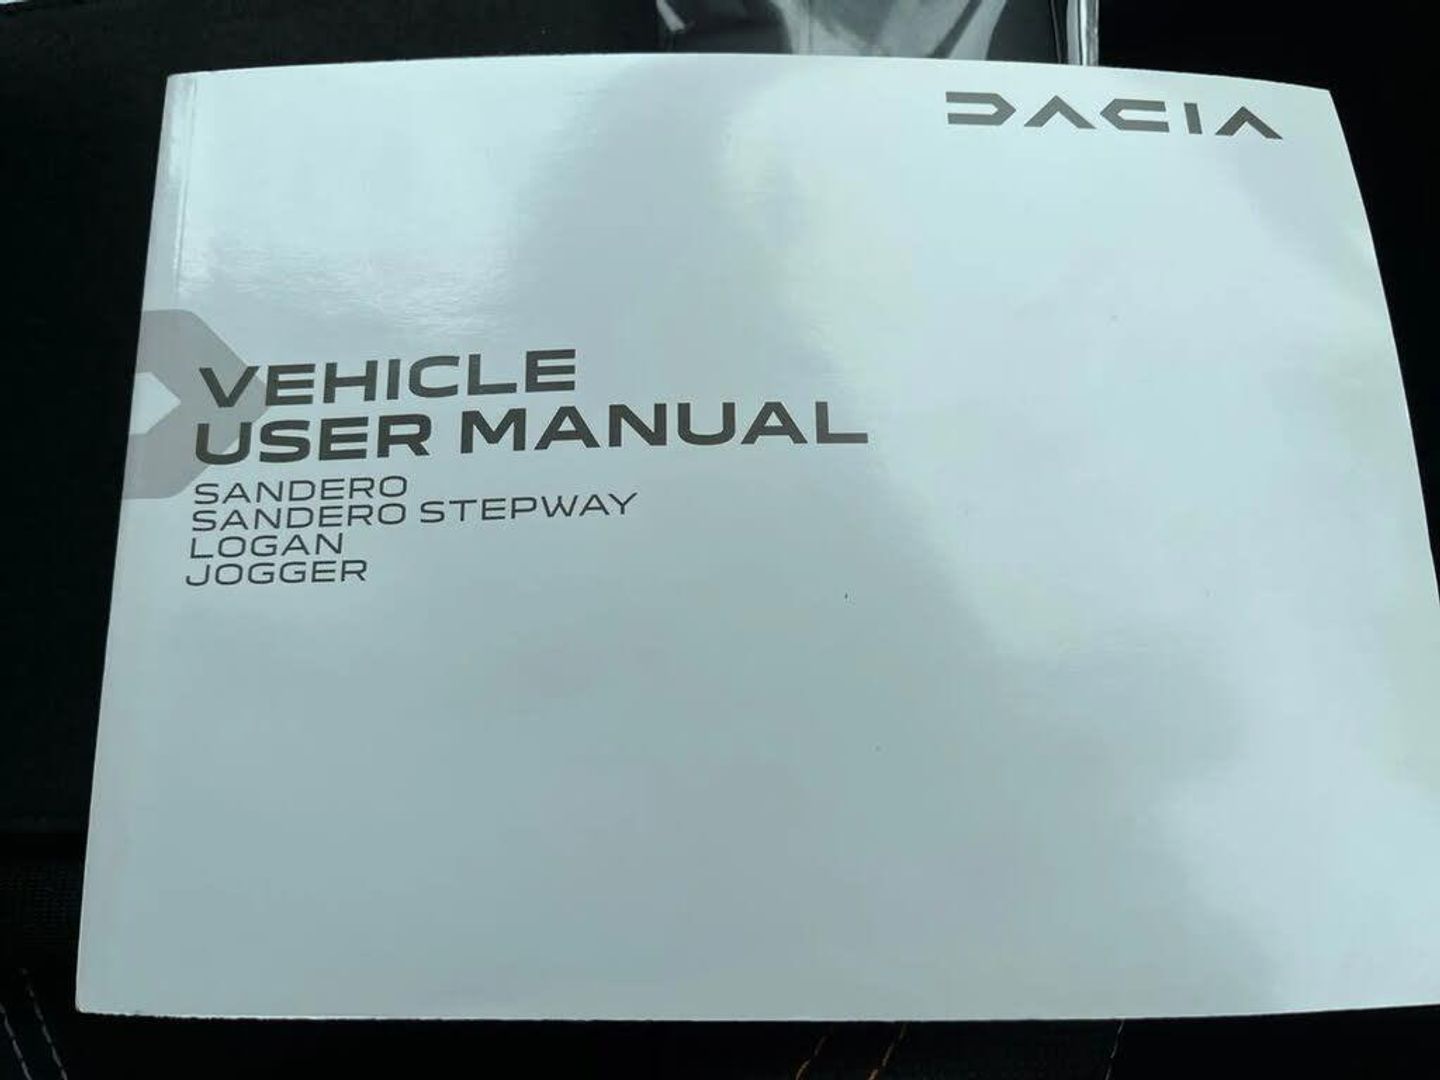 DACIA
VEHICLE
USER MANUAL
SANDERO
SANDERO STEPWAY
LOGAN
JOGGER